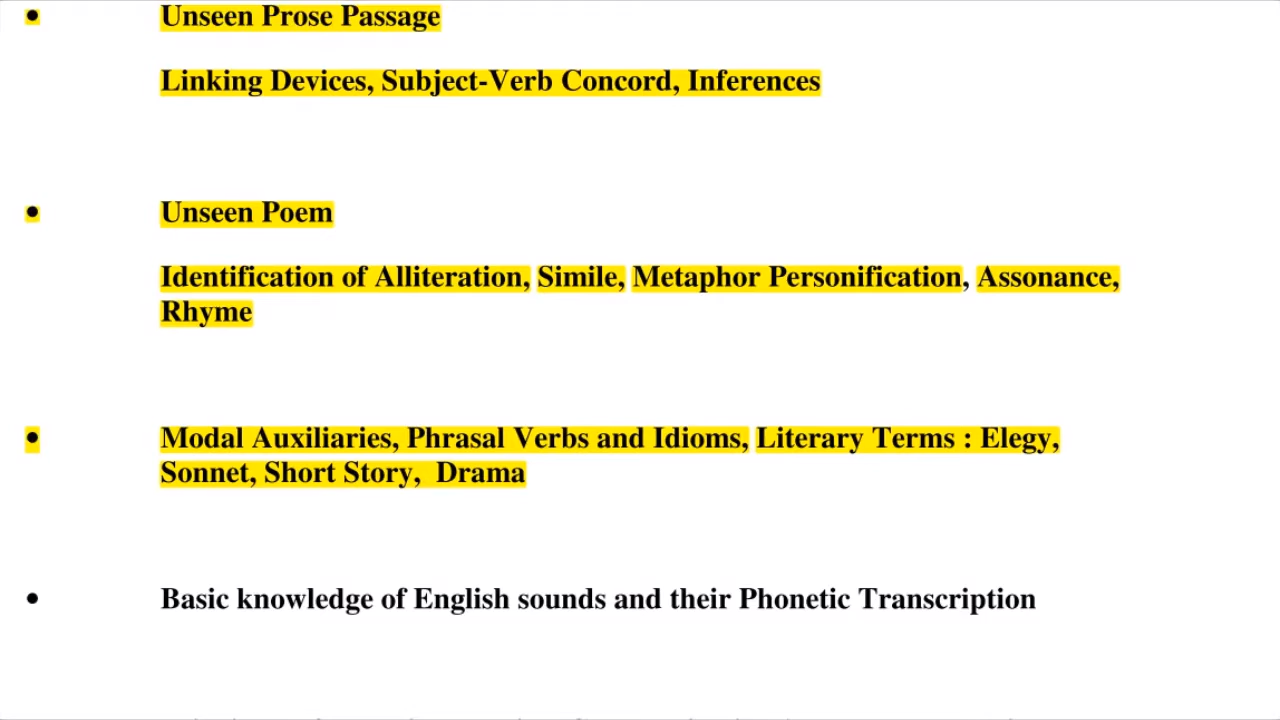 • Unseen Prose Passage
Linking Devices, Subject-Verb Concord, Inferences
• Unseen Poem
Identification of Alliteration, Simile, Metaphor Personification, Assonance,
Rhyme
• Modal Auxiliaries, Phrasal Verbs and Idioms, Literary Terms : Elegy,
Sonnet, Short Story,  Drama
• Basic knowledge of English sounds and their Phonetic Transcription